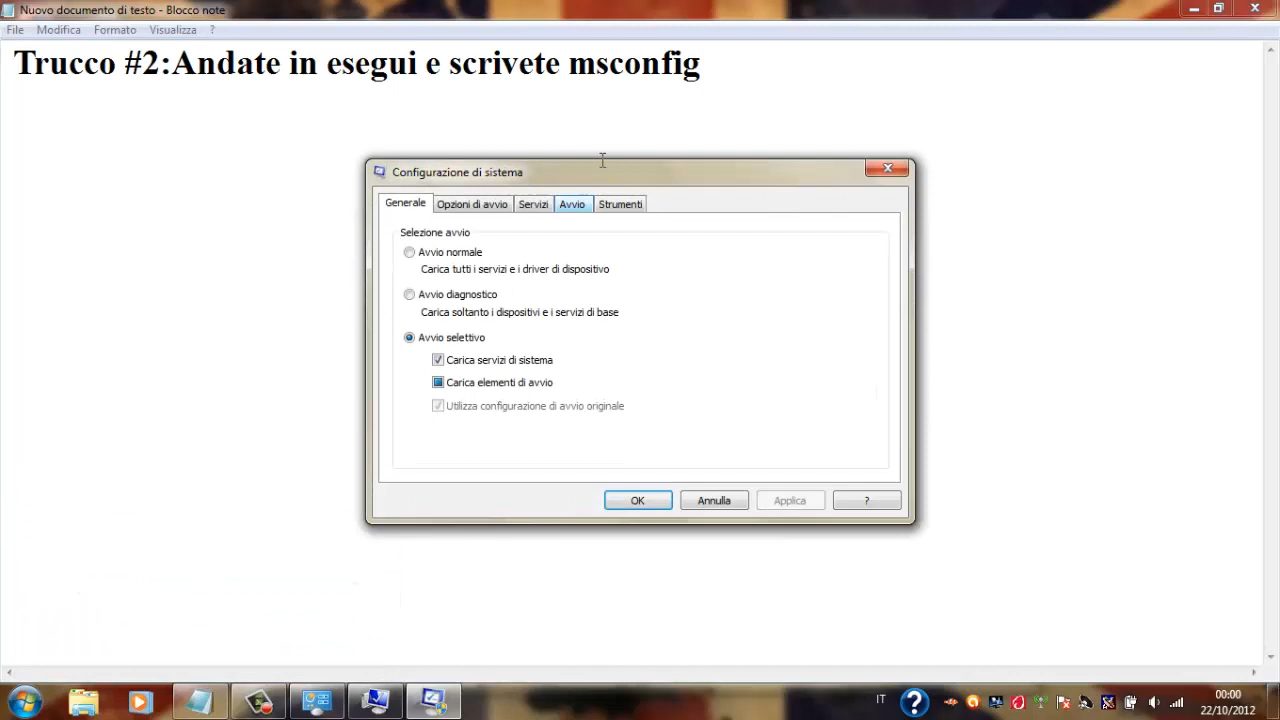 Nuovo documento di testo - Blocco note
File Modifica Formato Visualizza ?
Trucco #2:Andate in esegui e scrivete msconfig
Configurazione di sistema
Generale Opzioni di avvio Servizi Avvio Strumenti
Selezione avvio
Avvio normale
Carica tutti i servizi e i driver di dispositivo
Avvio diagnostico
Carica soltanto i dispositivi e i servizi di base
Avvio selettivo
Carica servizi di sistema
Carica elementi di avvio
Utilizza configurazione di avvio originale
OK Annulla Applica ?
IT ? 00:00
22/10/2012